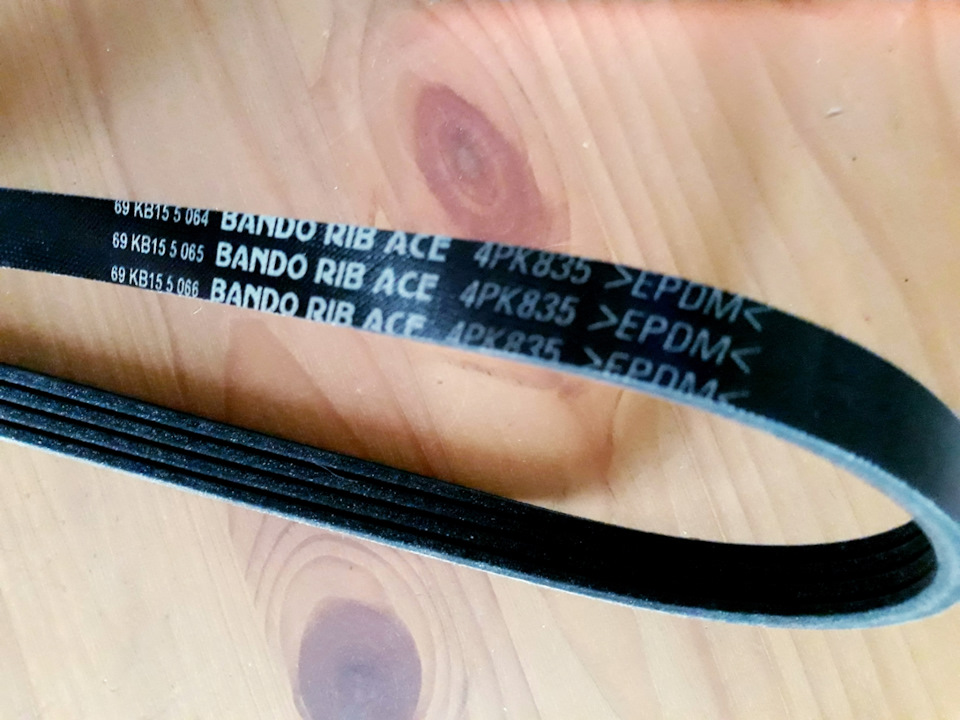 69 KB15 5 064 BANDO RIB ACE 4PK835 >EPDM<
69 KB15 5 065 BANDO RIB ACE 4PK835 >EPDM<
69 KB15 5 066 BANDO RIB ACE 4PK835 >EPDM<